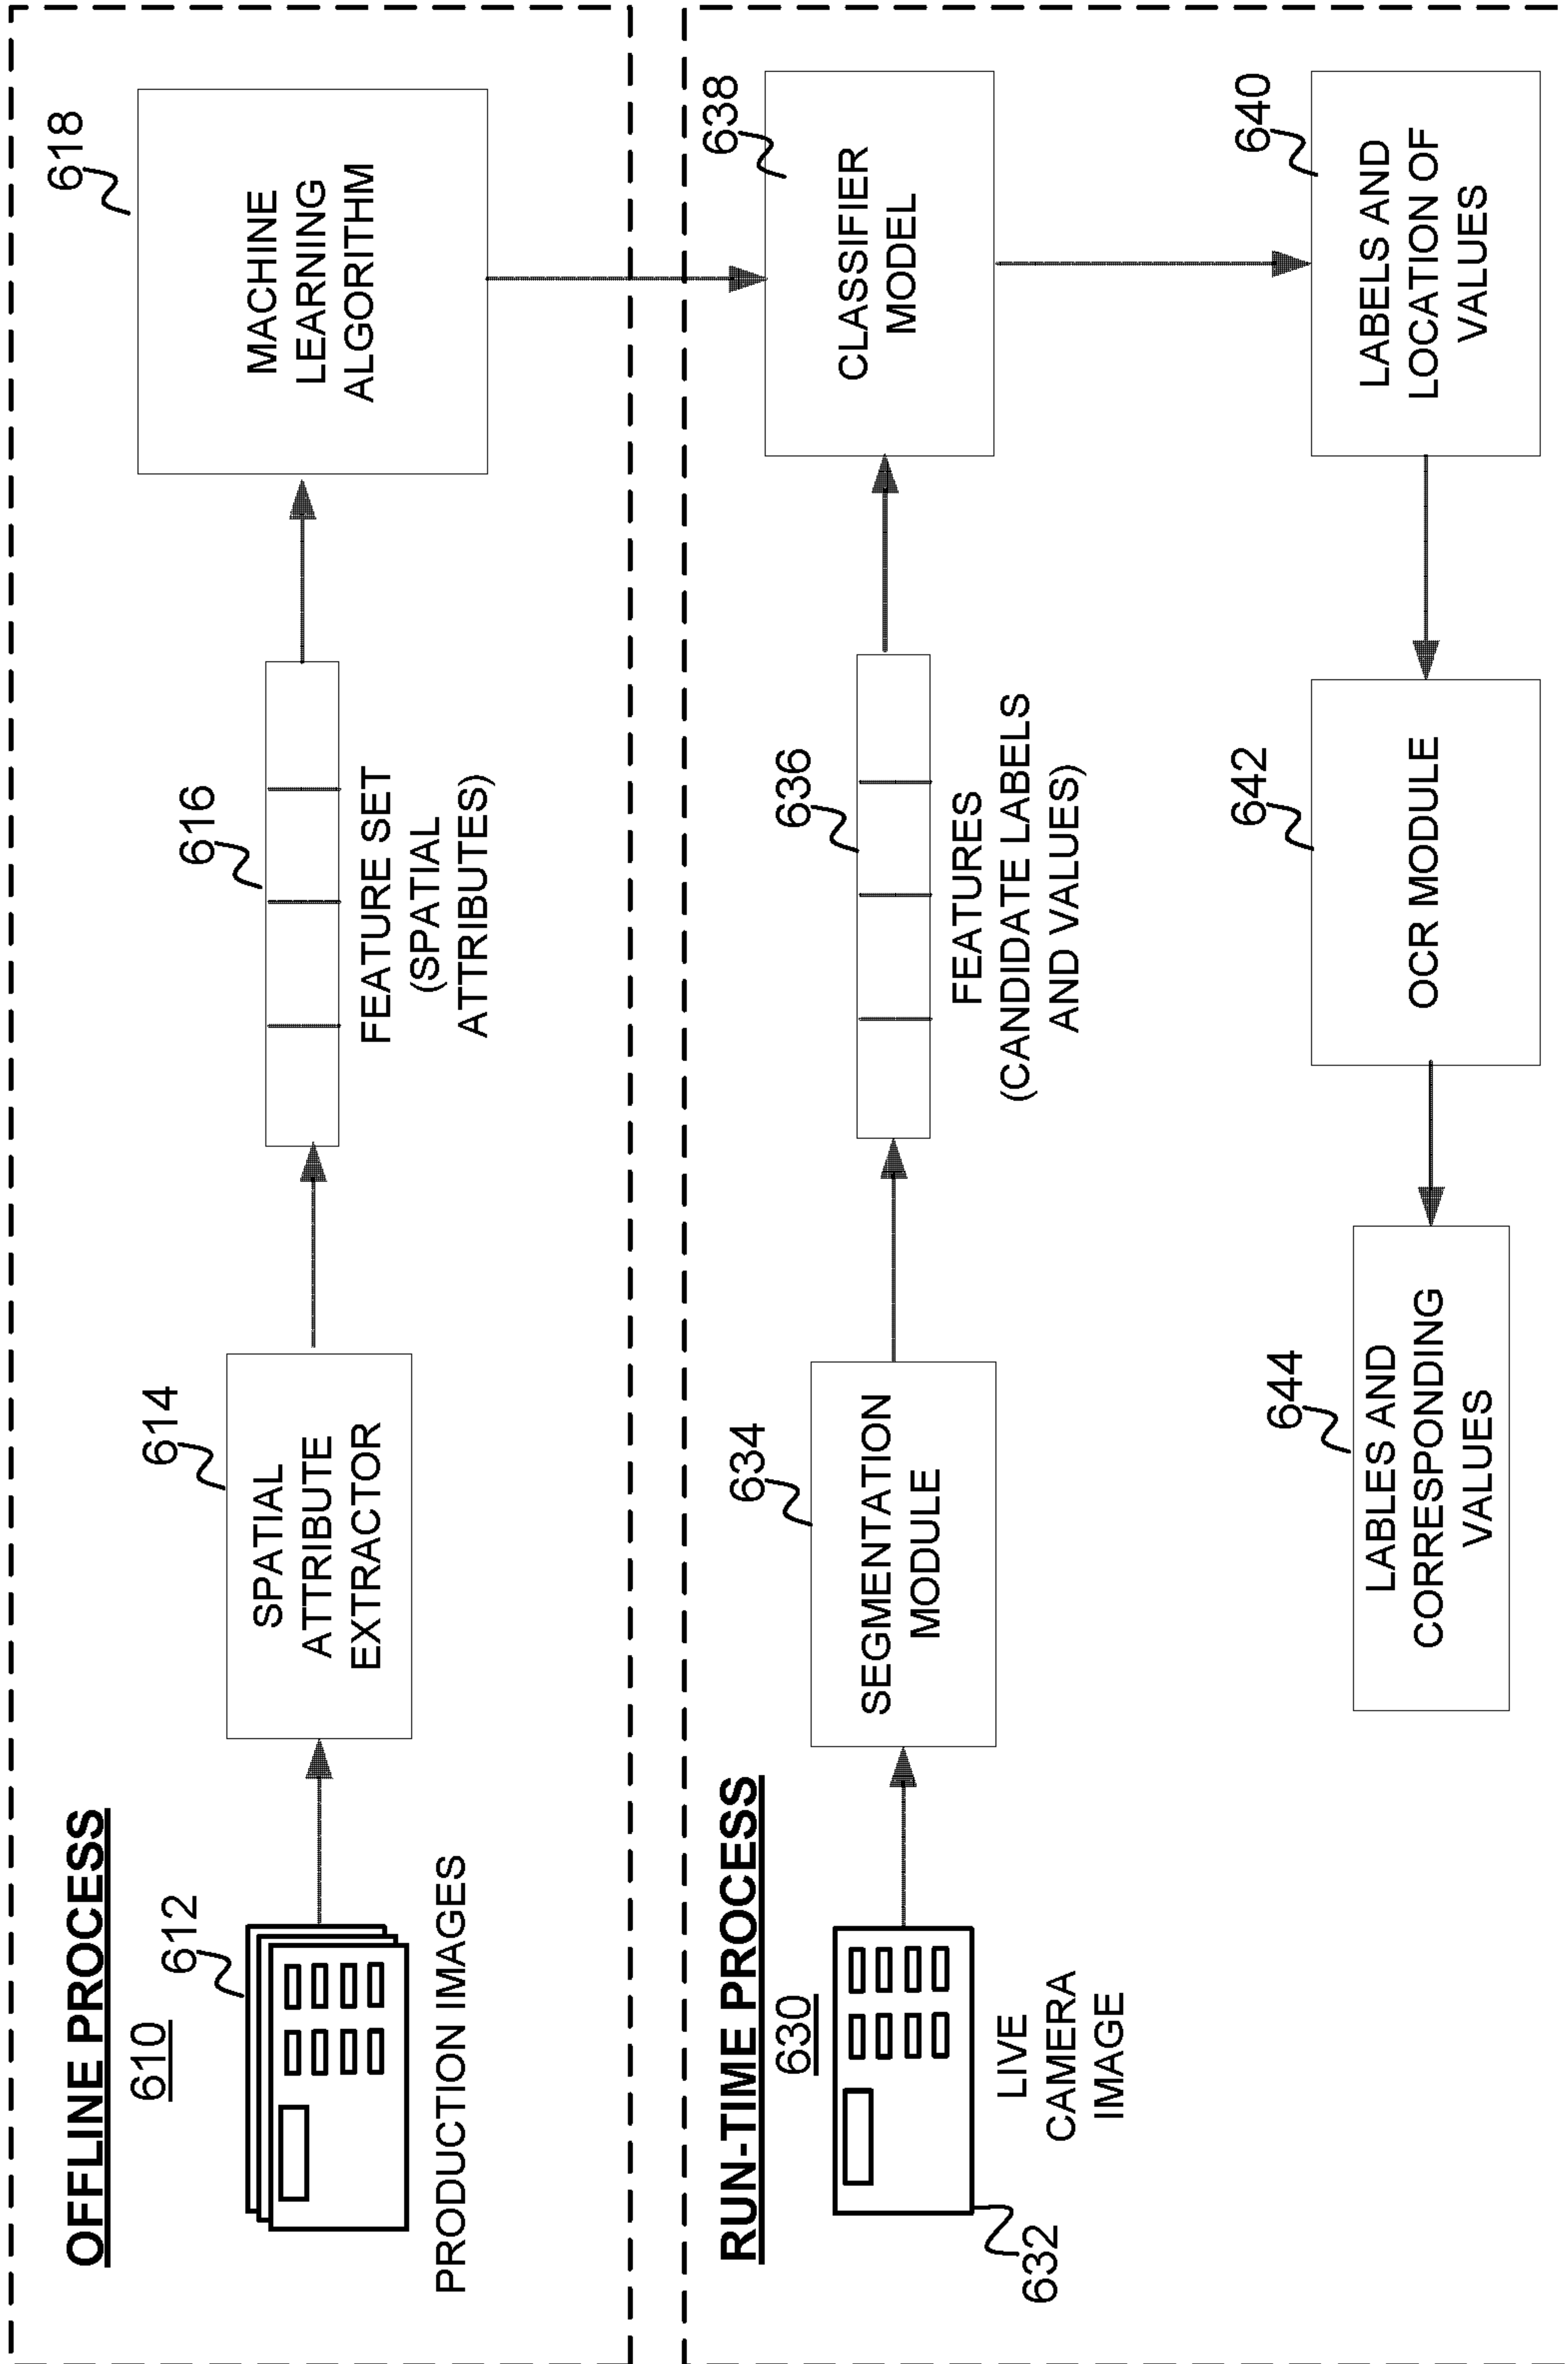 OFFLINE PROCESS
610
612
PRODUCTION IMAGES
614
SPATIAL
ATTRIBUTE
EXTRACTOR
616
FEATURE SET
(SPATIAL
ATTRIBUTES)
618
MACHINE
LEARNING
ALGORITHM
RUN-TIME PROCESS
630
632
LIVE
CAMERA
IMAGE
634
SEGMENTATION
MODULE
636
FEATURES
(CANDIDATE LABELS
AND VALUES)
638
CLASSIFIER
MODEL
640
LABELS AND
LOCATION OF
VALUES
642
OCR MODULE
644
LABLES AND
CORRESPONDING
VALUES